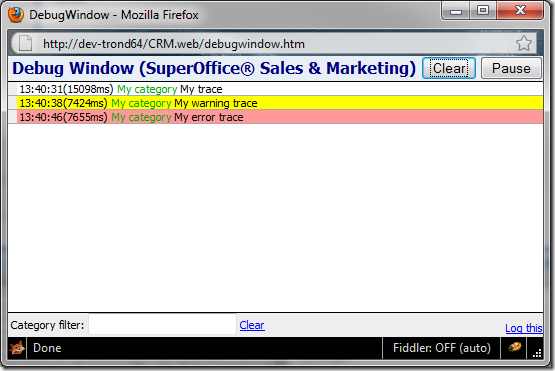 DebugWindow - Mozilla Firefox
http://dev-trond64/CRM.web/debugwindow.htm
Debug Window (SuperOffice® Sales & Marketing) Clear Pause
13:40:31(15098ms) My category My trace
13:40:38(7424ms) My category My warning trace
13:40:46(7655ms) My category My error trace
Category filter: Clear
Log this
Done Fiddler: OFF (auto)